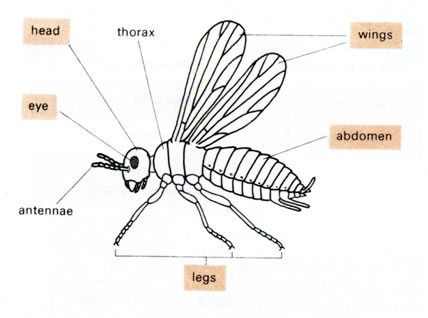 head
thorax
wings
eye
abdomen
antennae
legs